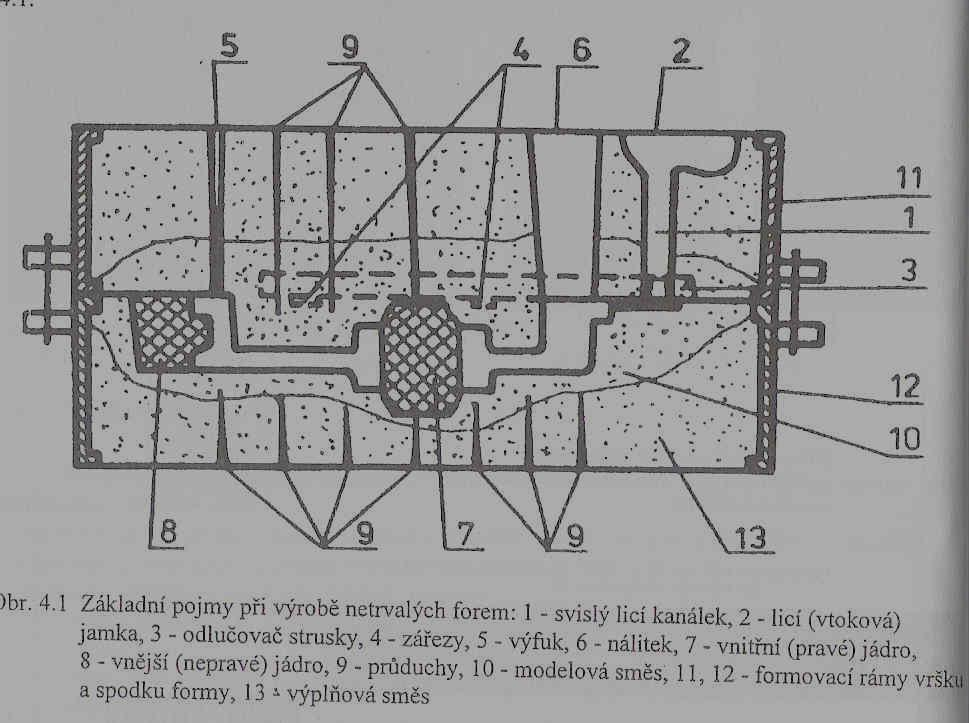 4.1.
5 9 4 6 2
11
1
3
12
10
8 9 7 9 13
Obr. 4.1 Základní pojmy při výrobě netrvalých forem: 1 - svislý licí kanálek, 2 - licí (vtoková)
jamka, 3 - odlučovač strusky, 4 - zářezy, 5 - výfuk, 6 - nálitek, 7 - vnitřní (pravé) jádro,
8 - vnější (nepravé) jádro, 9 - průduchy, 10 - modelová směs, 11, 12 - formovací rámy vršku
a spodku formy, 13 - výplňová směs